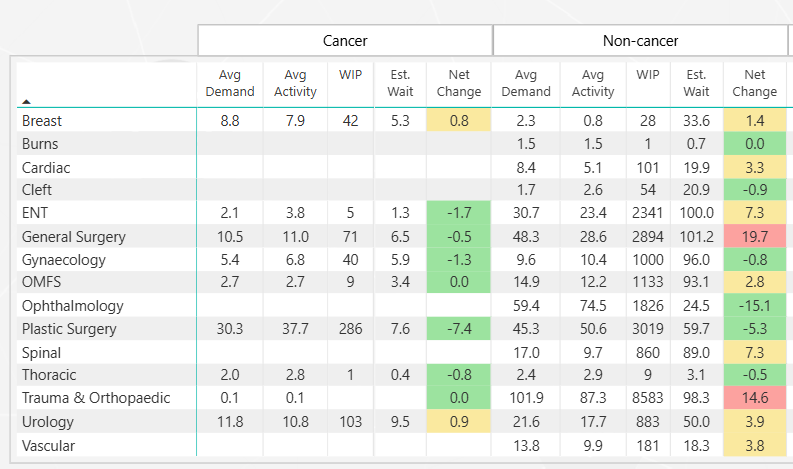 Cancer Non-cancer
Avg Demand Avg Activity WIP Est. Wait Net Change Avg Demand Avg Activity WIP Est. Wait Net Change
Breast 8.8 7.9 42 5.3 0.8 2.3 0.8 28 33.6 1.4
Burns 1.5 1.5 1 0.7 0.0
Cardiac 8.4 5.1 101 19.9 3.3
Cleft 1.7 2.6 54 20.9 -0.9
ENT 2.1 3.8 5 1.3 -1.7 30.7 23.4 2341 100.0 7.3
General Surgery 10.5 11.0 71 6.5 -0.5 48.3 28.6 2894 101.2 19.7
Gynaecology 5.4 6.8 40 5.9 -1.3 9.6 10.4 1000 96.0 -0.8
OMFS 2.7 2.7 9 3.4 0.0 14.9 12.2 1133 93.1 2.8
Ophthalmology 59.4 74.5 1826 24.5 -15.1
Plastic Surgery 30.3 37.7 286 7.6 -7.4 45.3 50.6 3019 59.7 -5.3
Spinal 17.0 9.7 860 89.0 7.3
Thoracic 2.0 2.8 1 0.4 -0.8 2.4 2.9 9 3.1 -0.5
Trauma & Orthopaedic 0.1 0.1 0.0 101.9 87.3 8583 98.3 14.6
Urology 11.8 10.8 103 9.5 0.9 21.6 17.7 883 50.0 3.9
Vascular 13.8 9.9 181 18.3 3.8